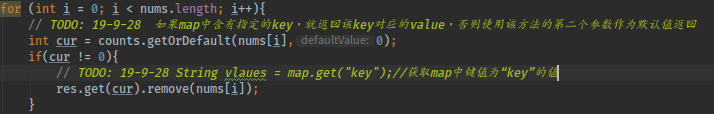 for (int i = 0; i < nums.length; i++){
// TODO: 19-9-28  如果map中含有指定的key，就返回该key对应的value，否则使用该方法的第二个参数作为默认值返回
int cur = counts.getOrDefault(nums[i], defaultValue: 0);
if(cur != 0){
// TODO: 19-9-28 String vlaues = map.get("key");//获取map中键值为“key”的值
res.get(cur).remove(nums[i]);
}